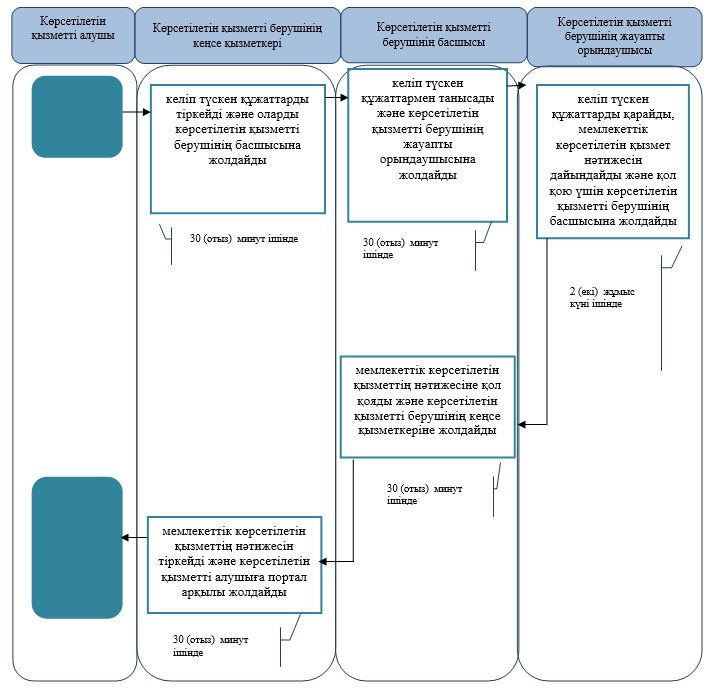 Көрсетілетін
қызметті алушы
Көрсетілетін қызметті берушінің
кеңсе қызметкері
Көрсетілетін қызметті
берушінің басшысы
Көрсетілетін қызметті
берушінің жауапты
орындаушысы
келіп түскен құжаттарды
тіркейді және оларды
көрсетілетін қызметті
берушінің басшысына
жолдайды
30 (отыз) минут ішінде
келіп түскен
құжаттармен танысады
және көрсетілетін
қызметті берушінің
жауапты
орындаушысына
жолдайды
30 (отыз) минут
ішінде
келіп түскен
құжаттарды қарайды,
мемлекеттік
көрсетілетін қызмет
нәтижесін
дайындайды және қол
қою үшін көрсетілетін
қызметті берушінің
басшысына жолдайды
2 (екі) жұмыс
күні ішінде
мемлекеттік көрсетілетін
қызметтің нәтижесіне қол
қояды және көрсетілетін
қызметті берушінің кеңсе
қызметкеріне жолдайды
30 (отыз) минут
ішінде
мемлекеттік көрсетілетін
қызметтің нәтижесін
тіркейді және көрсетілетін
қызметті алушыға портал
арқылы жолдайды
30 (отыз) минут
ішінде